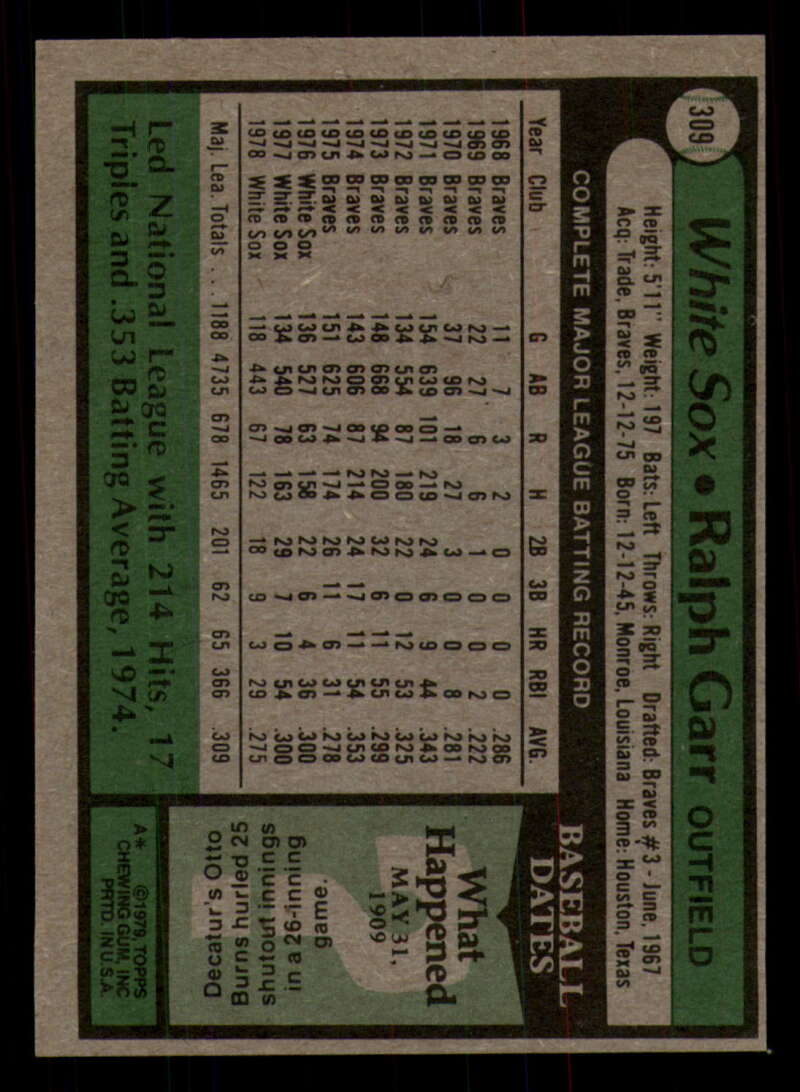 309
White Sox • Ralph Garr OUTFIELD
Height: 5'11" Weight: 197 Bats: Left Throws: Right Drafted: Braves #3 - June, 1967
Acq: Trade, Braves, 12-12-75 Born: 12-12-45, Monroe, Louisiana Home: Houston, Texas
COMPLETE MAJOR LEAGUE BATTING RECORD
Year Club G AB R H 2B 3B HR RBI AVG.
1968 Braves 11 7 3 2 0 0 0 0 .286
1969 Braves 22 27 6 6 1 0 0 2 .222
1970 Braves 37 96 18 27 3 0 0 8 .281
1971 Braves 154 639 101 219 24 6 9 44 .343
1972 Braves 134 554 87 180 22 0 12 53 .325
1973 Braves 148 668 94 200 32 6 11 55 .299
1974 Braves 143 606 87 214 24 17 11 54 .353
1975 Braves 151 625 74 174 26 11 6 31 .278
1976 White Sox 136 527 63 158 22 6 4 36 .300
1977 White Sox 134 540 78 163 29 7 10 54 .300
1978 White Sox 118 443 67 122 18 9 3 29 .275
Maj. Lea. Totals . . . 1188 4735 678 1465 201 62 65 366 .309
Led National League with 214 Hits, 17
Triples and .353 Batting Average, 1974.
BASEBALL
DATES
What
Happened
MAY 31,
1909
?
Decatur's Otto
Burns hurled 25
shutout innings
in a 26-inning
game.
A* ©1979, TOPPS
CHEWING GUM, INC
PRTD. IN U.S.A.